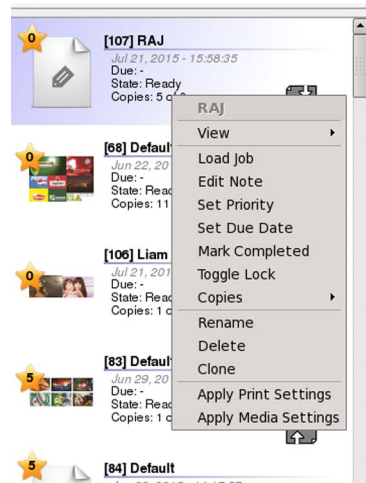 0
[107] RAJ
Jul 21, 2015 - 15:58:35
Due: -
State: Ready
Copies: 5 of
RAJ
View
Load Job
Edit Note
Set Priority
Set Due Date
Mark Completed
Toggle Lock
Copies
Rename
Delete
Clone
Apply Print Settings
Apply Media Settings
0
[68] Default
Jun 22, 20
Due: -
State: Read
Copies: 11
0
[106] Liam
Jul 21, 201
Due: -
State: Read
Copies: 1 o
5
[83] Default
Jun 29, 20
Due: -
State: Read
Copies: 1 o
5
[84] Default